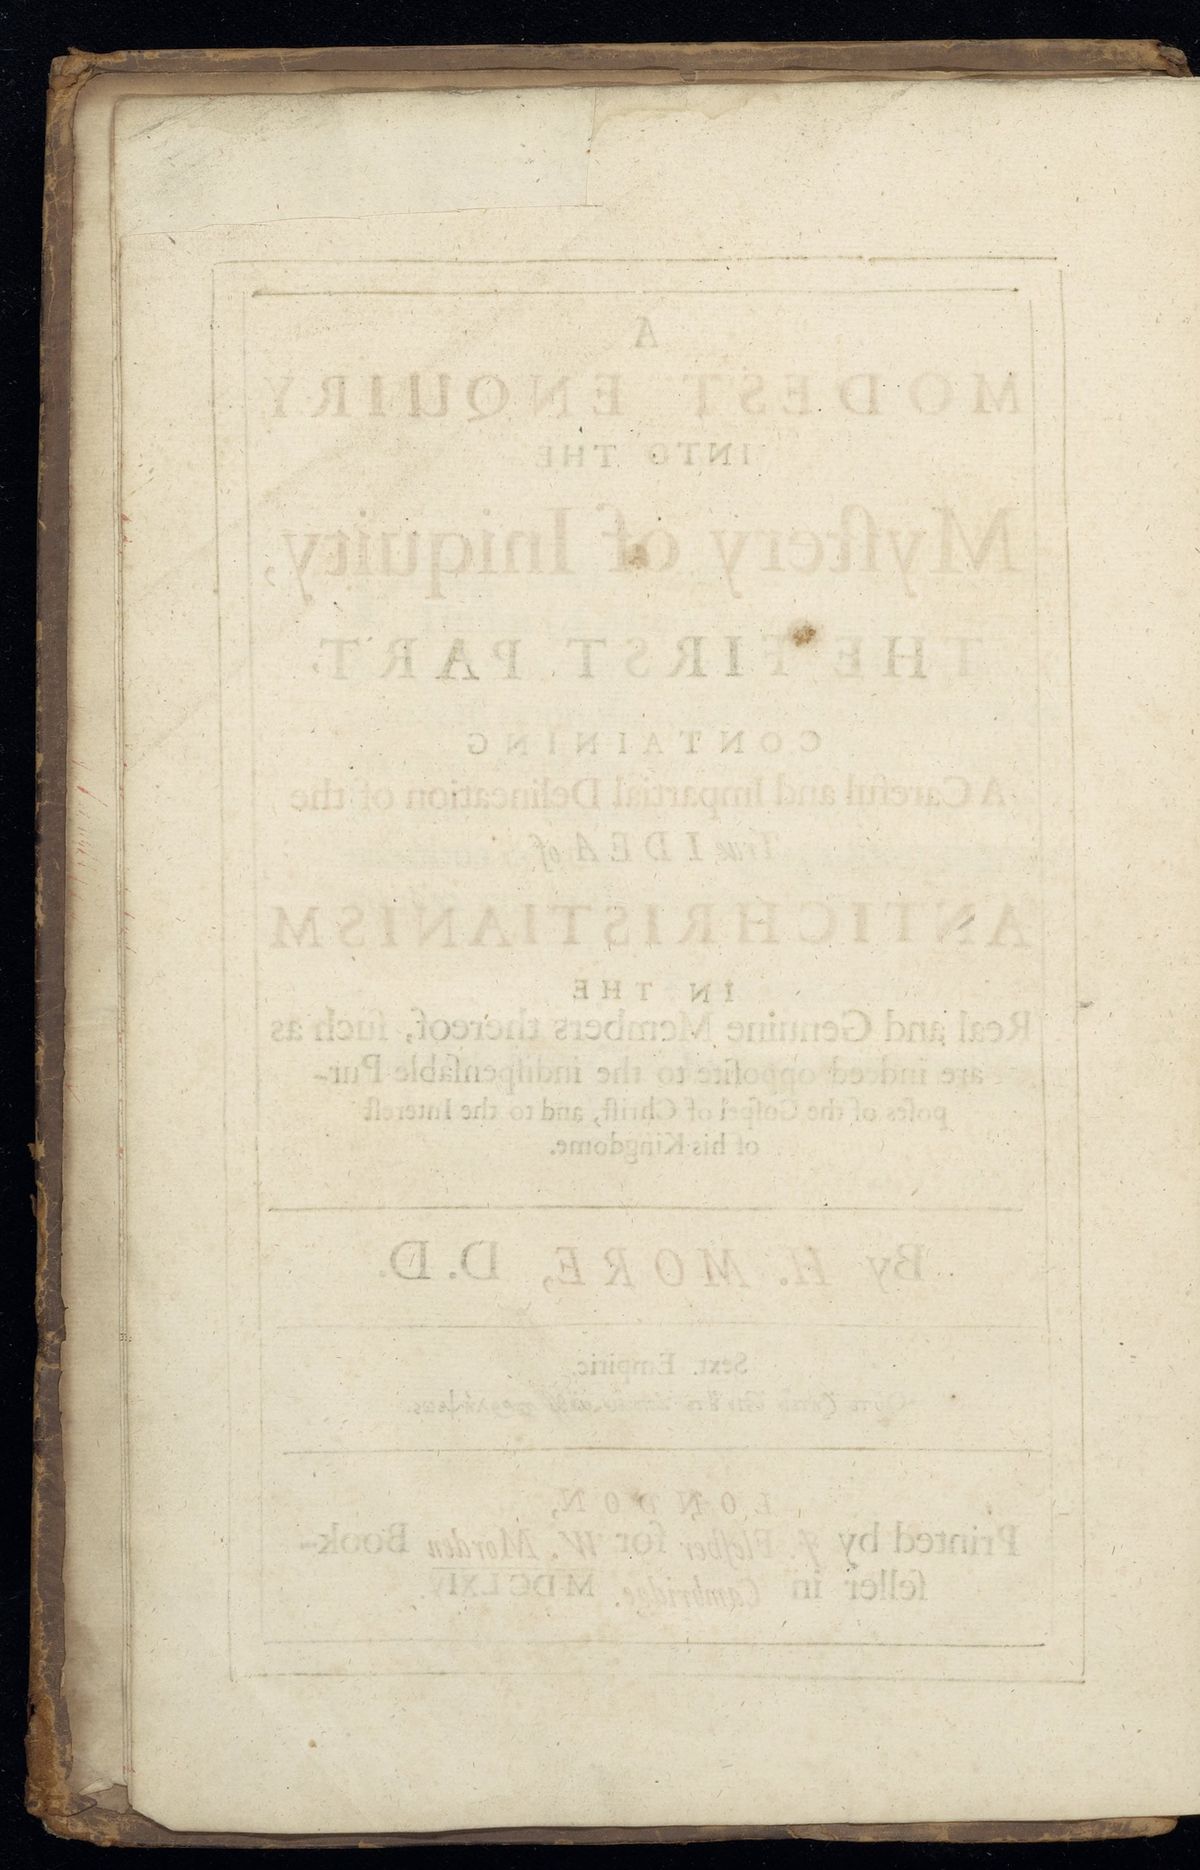 A
MODEST ENQUIRY
INTO THE
Myſtery of Iniquity,
THE FIRST PART,
CONTAINING
A Careful and Impartial Delineation of the
True IDEA of
ANTICHRISTIANISM
IN THE
Real and Genuine Members thereof, ſuch as
are indeed oppoſite to the indiſpenſable Pur-
poſes of the Goſpel of Chriſt, and to the Intereſt
of his Kingdome.
By H. MORE, D.D.
Sext. Empiric.
LONDON,
Printed by J. Fleſher for W. Morden Book-
ſeller in Cambridge. MDCLXIV.